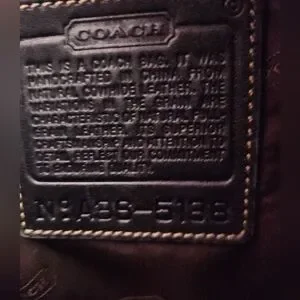 COACH
THIS IS A COACH BAG. IT WAS
HANDCRAFTED IN CHINA FROM
NATURAL COWHIDE LEATHER. THE
VARIATIONS IN THE GRAIN ARE
CHARACTERISTIC OF NATURAL FULL-
GRAIN LEATHER. ITS SUPERIOR
CRAFTSMANSHIP AND ATTENTION TO
DETAIL REFLECT OUR COMMITMENT
TO QUALITY.